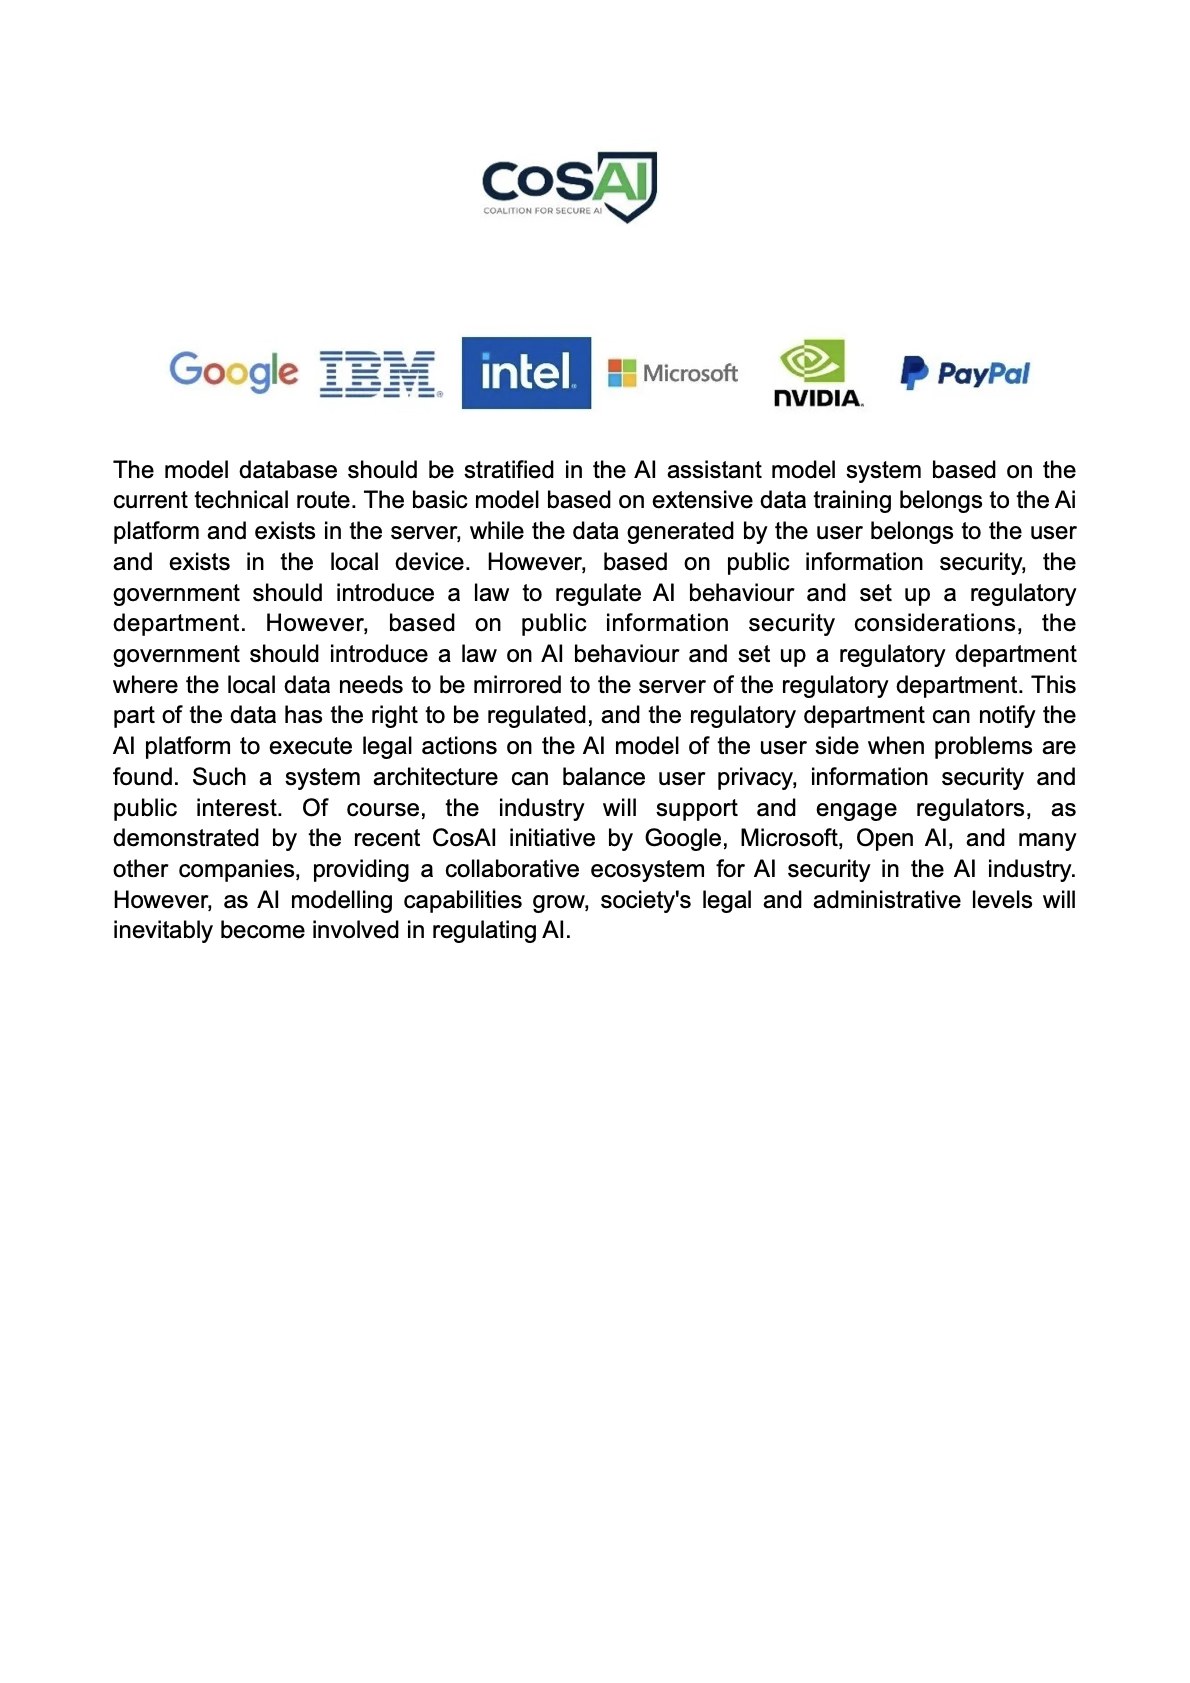 CoSAI
COALITION FOR SECURE AI
Google IBM® intel. Microsoft NVIDIA. PayPal
The model database should be stratified in the AI assistant model system based on the
current technical route. The basic model based on extensive data training belongs to the Ai
platform and exists in the server, while the data generated by the user belongs to the user
and exists in the local device. However, based on public information security, the
government should introduce a law to regulate AI behaviour and set up a regulatory
department. However, based on public information security considerations, the
government should introduce a law on AI behaviour and set up a regulatory department
where the local data needs to be mirrored to the server of the regulatory department. This
part of the data has the right to be regulated, and the regulatory department can notify the
AI platform to execute legal actions on the AI model of the user side when problems are
found. Such a system architecture can balance user privacy, information security and
public interest. Of course, the industry will support and engage regulators, as
demonstrated by the recent CosAI initiative by Google, Microsoft, Open AI, and many
other companies, providing a collaborative ecosystem for AI security in the AI industry.
However, as AI modelling capabilities grow, society's legal and administrative levels will
inevitably become involved in regulating AI.